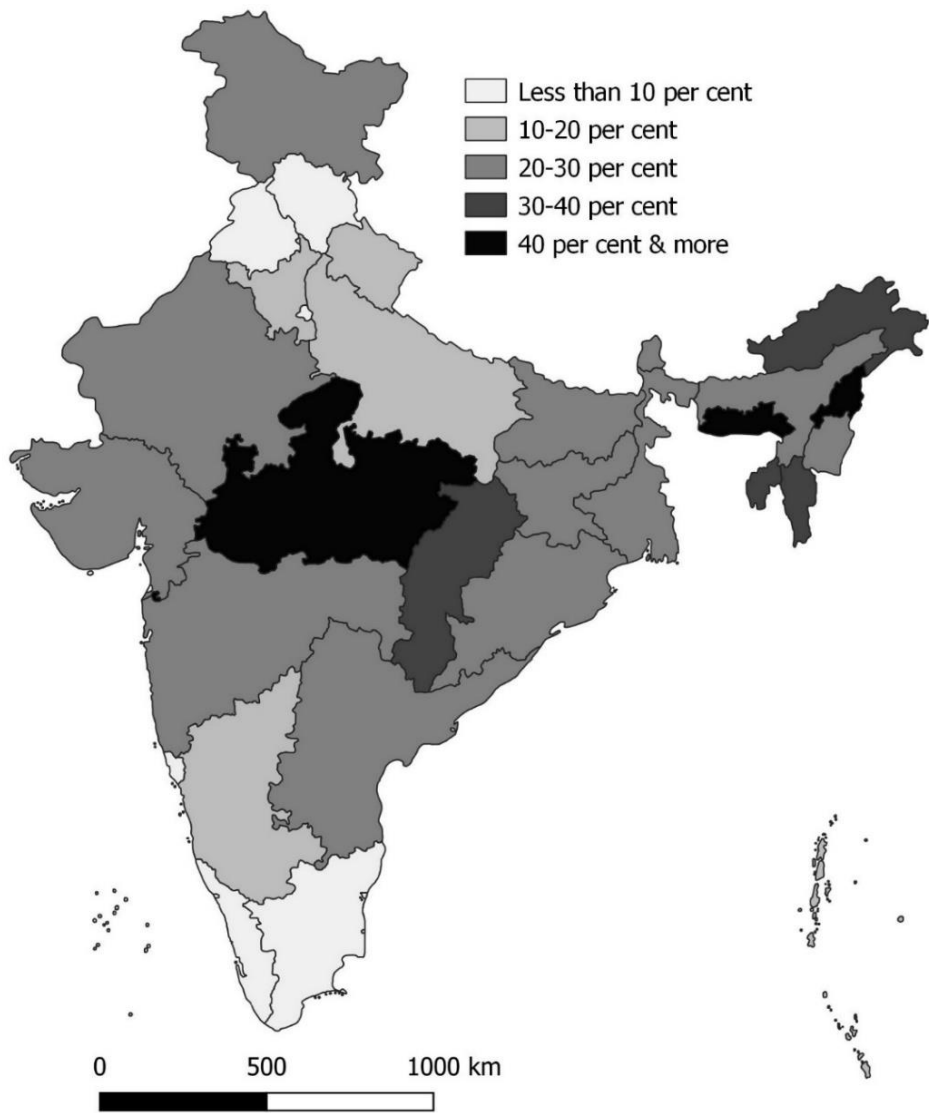 Less than 10 per cent
10-20 per cent
20-30 per cent
30-40 per cent
40 per cent & more
0 500 1000 km